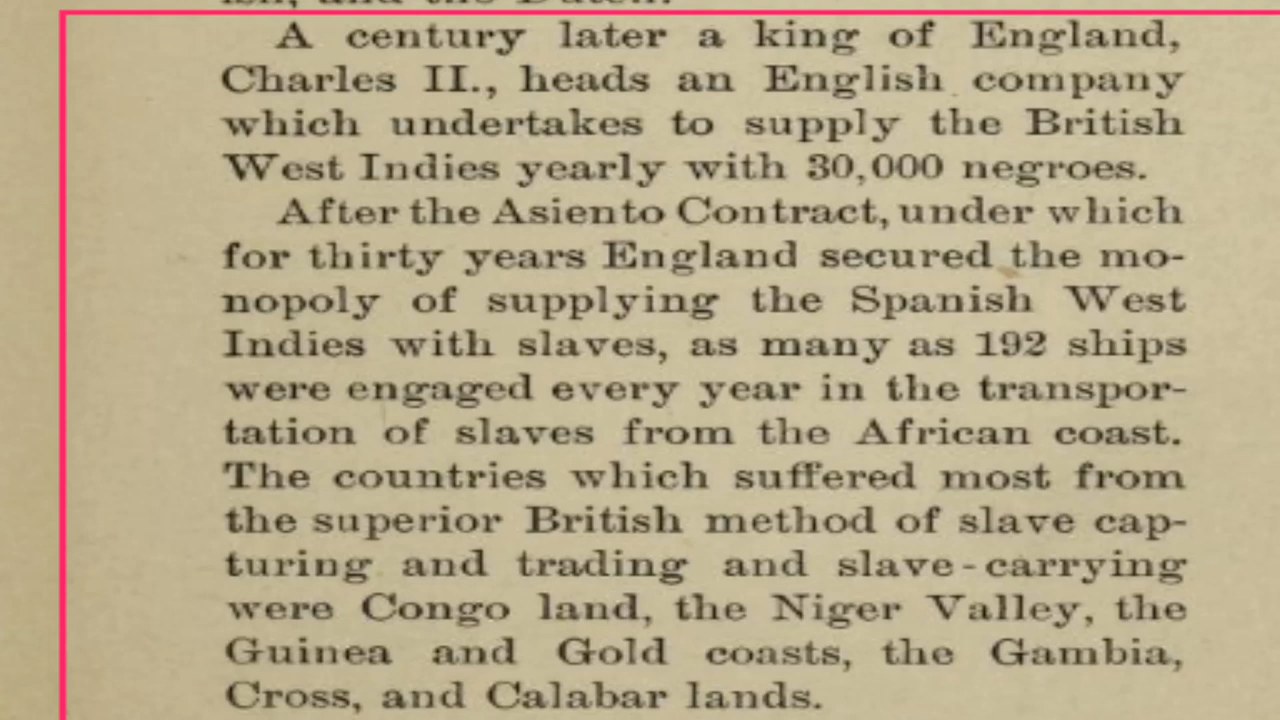 ish, and the Dutch.
A century later a king of England,
Charles II., heads an English company
which undertakes to supply the British
West Indies yearly with 30,000 negroes.
After the Asiento Contract, under which
for thirty years England secured the mo-
nopoly of supplying the Spanish West
Indies with slaves, as many as 192 ships
were engaged every year in the transpor-
tation of slaves from the African coast.
The countries which suffered most from
the superior British method of slave cap-
turing and trading and slave-carrying
were Congo land, the Niger Valley, the
Guinea and Gold coasts, the Gambia,
Cross, and Calabar lands.